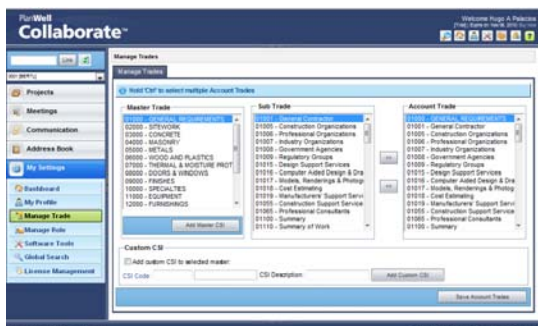 PlanWell
Collaborate™
Welcome Hugo A Palacios
Link
Projects
Meetings
Communication
Address Book
My Settings
Dashboard
My Profile
Manage Trade
Manage Role
Software Tools
Global Search
License Management
Manage Trades
Manage Trades
Hold 'Ctrl' to select multiple Account Trades
Master Trade
01000 - GENERAL REQUIREMENTS
02000 - SITEWORK
03000 - CONCRETE
04000 - MASONRY
05000 - METALS
06000 - WOOD AND PLASTICS
07000 - THERMAL & MOISTURE PROT
08000 - DOORS & WINDOWS
09000 - FINISHES
10000 - SPECIALTIES
11000 - EQUIPMENT
12000 - FURNISHINGS
Add Master CSI
Sub Trade
01001 - General Contractor
01005 - Construction Organizations
01006 - Professional Organizations
01007 - Industry Organizations
01008 - Government Agencies
01009 - Regulatory Groups
01015 - Design Support Services
01016 - Computer Aided Design & Dra
01017 - Models, Renderings & Photog
01018 - Cost Estimating
01019 - Manufacturers' Support Servi
01055 - Construction Support Service
01065 - Professional Consultants
01100 - Summary
01110 - Summary of Work
Account Trade
01000 - GENERAL REQUIREMENTS
01001 - General Contractor
01005 - Construction Organizations
01006 - Professional Organizations
01007 - Industry Organizations
01008 - Government Agencies
01009 - Regulatory Groups
01015 - Design Support Services
01016 - Computer Aided Design & Dra
01017 - Models, Renderings & Photog
01018 - Cost Estimating
01019 - Manufacturers' Support Servi
01055 - Construction Support Service
01065 - Professional Consultants
01100 - Summary
Custom CSI
Add custom CSI to selected master:
CSI Code
CSI Description
Add Custom CSI
Save Account Trades